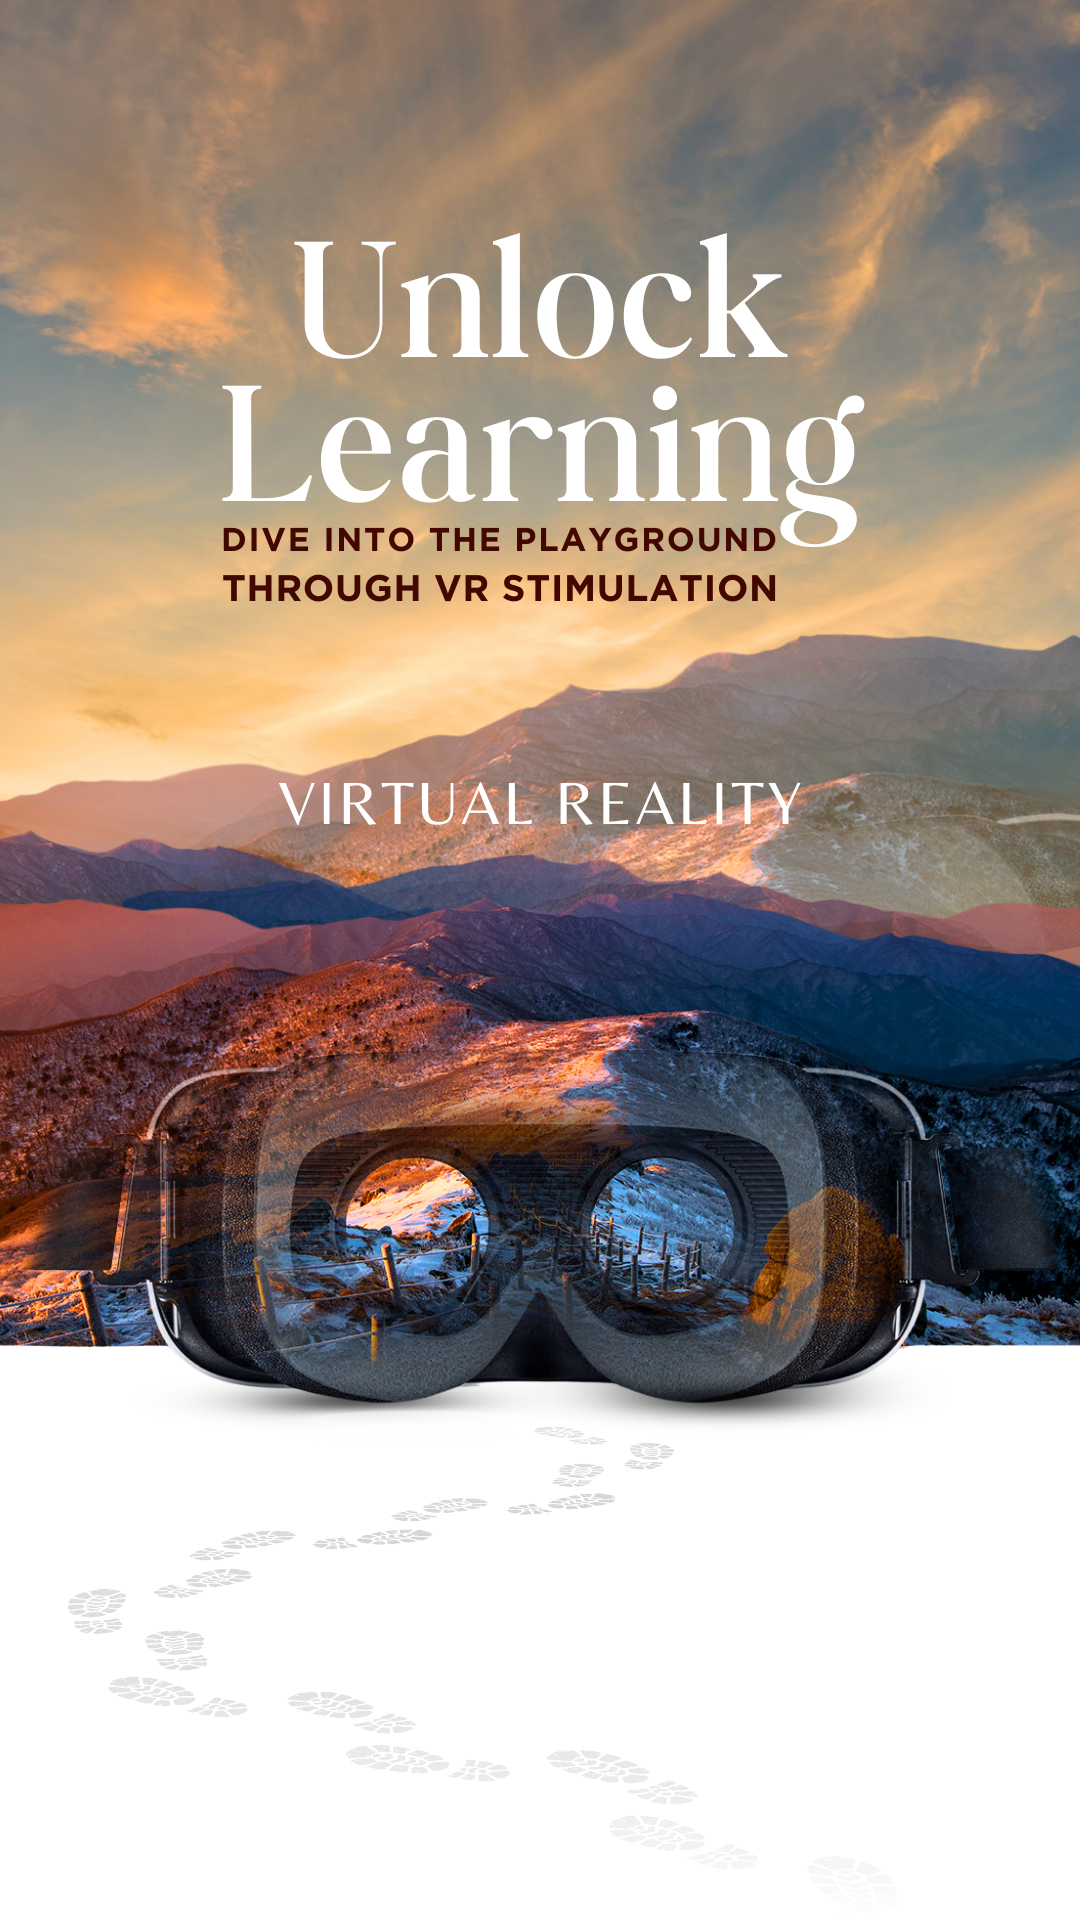 Unlock
Learning
DIVE INTO THE PLAYGROUND
THROUGH VR STIMULATION
VIRTUAL REALITY